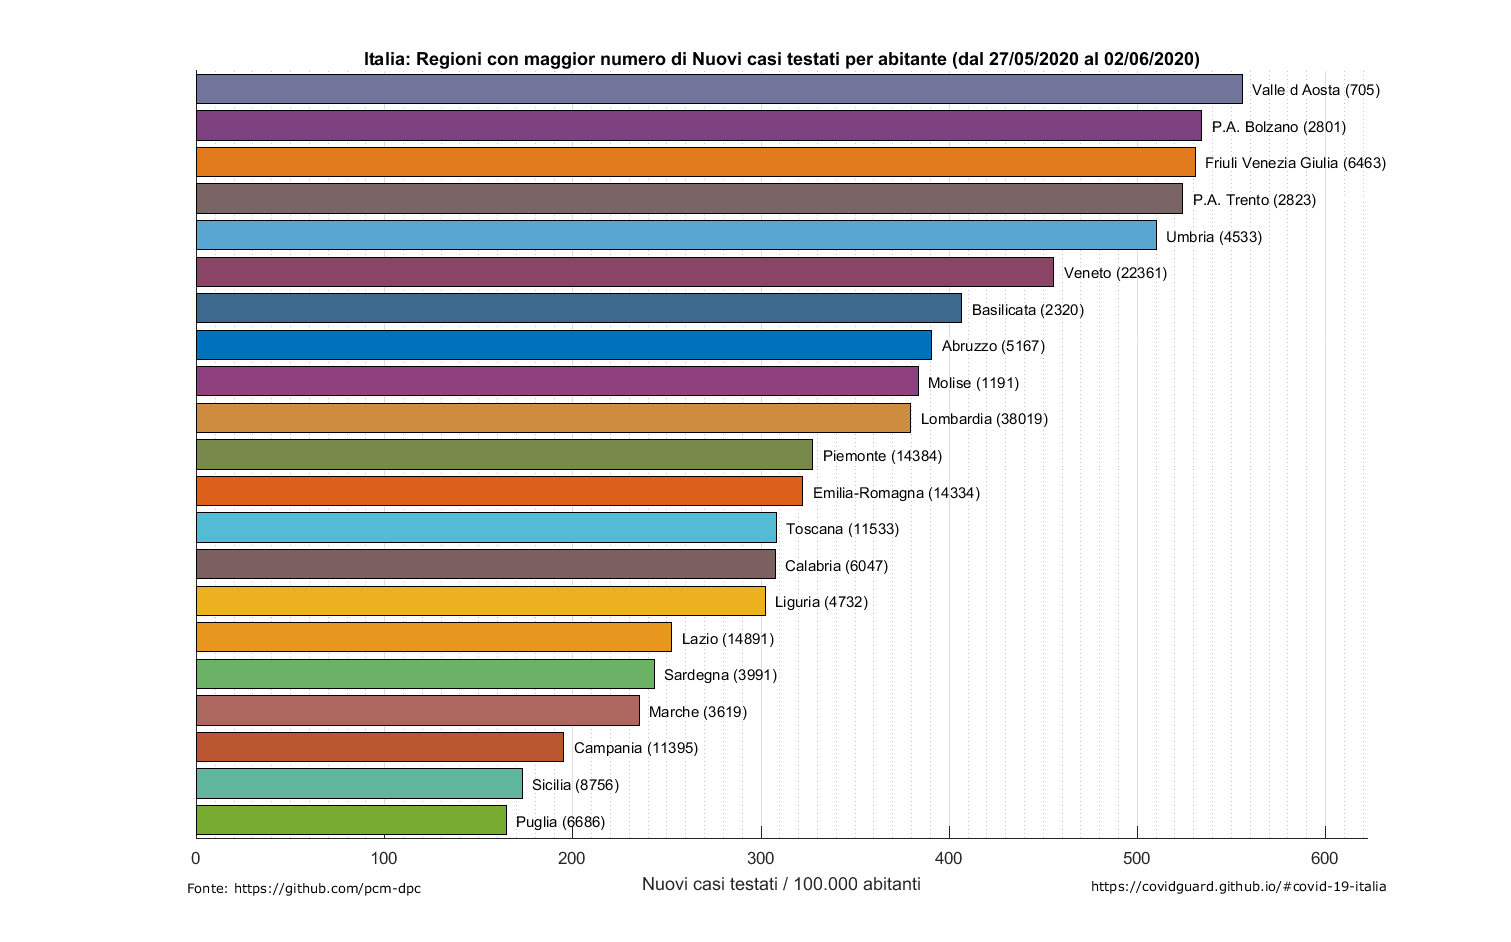 Italia: Regioni con maggior numero di Nuovi casi testati per abitante (dal 27/05/2020 al 02/06/2020)
Valle d Aosta (705)
P.A. Bolzano (2801)
Friuli Venezia Giulia (6463)
P.A. Trento (2823)
Umbria (4533)
Veneto (22361)
Basilicata (2320)
Abruzzo (5167)
Molise (1191)
Lombardia (38019)
Piemonte (14384)
Emilia-Romagna (14334)
Toscana (11533)
Calabria (6047)
Liguria (4732)
Lazio (14891)
Sardegna (3991)
Marche (3619)
Campania (11395)
Sicilia (8756)
Puglia (6686)
0 100 200 300 400 500 600
Nuovi casi testati / 100.000 abitanti
Fonte: https://github.com/pcm-dpc
https://covidguard.github.io/#covid-19-italia